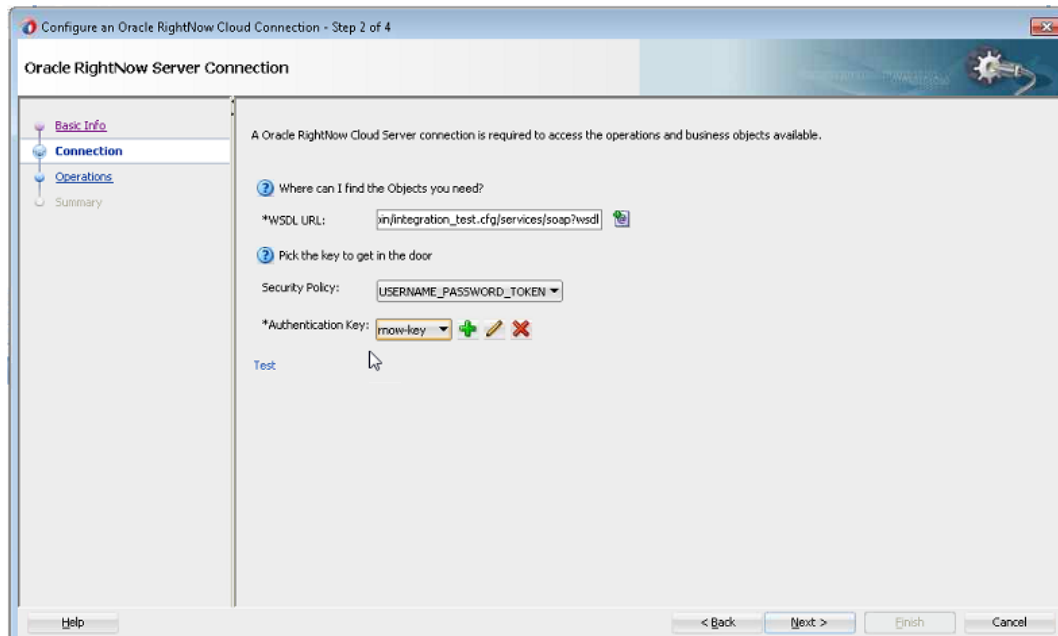 Configure an Oracle RightNow Cloud Connection - Step 2 of 4
Oracle RightNow Server Connection
Basic Info
Connection
Operations
Summary
A Oracle RightNow Cloud Server connection is required to access the operations and business objects available.
Where can I find the Objects you need?
*WSDL URL: in/integration_test.cfg/services/soap?wsdl
Pick the key to get in the door
Security Policy: USERNAME_PASSWORD_TOKEN
*Authentication Key: rnow-key
Test
Help
< Back
Next >
Finish
Cancel